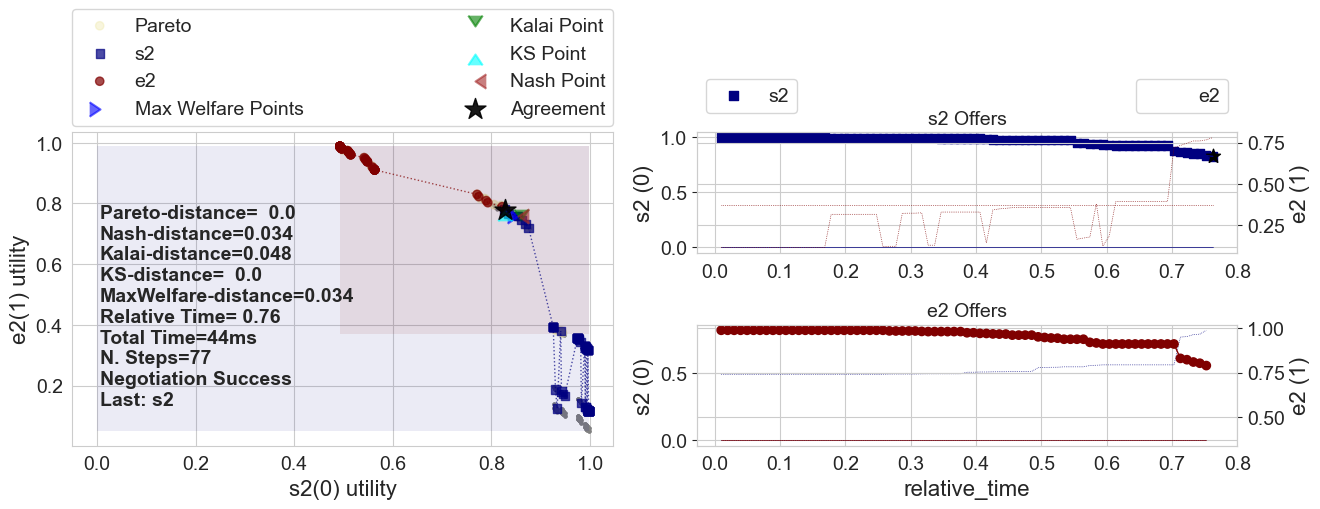 Pareto
s2
e2
Max Welfare Points
Kalai Point
KS Point
Nash Point
Agreement
1.0
0.8
0.6
0.4
0.2
e2(1) utility
Pareto-distance=  0.0
Nash-distance=0.034
Kalai-distance=0.048
KS-distance=  0.0
MaxWelfare-distance=0.034
Relative Time= 0.76
Total Time=44ms
N. Steps=77
Negotiation Success
Last: s2
0.0 0.2 0.4 0.6 0.8 1.0
s2(0) utility
s2
e2
s2 Offers
1.0
0.5
0.0
s2 (0)
0.75
0.50
0.25
e2 (1)
0.0 0.1 0.2 0.3 0.4 0.5 0.6 0.7 0.8
e2 Offers
0.5
0.0
s2 (0)
1.00
0.75
0.50
e2 (1)
0.0 0.1 0.2 0.3 0.4 0.5 0.6 0.7 0.8
relative_time